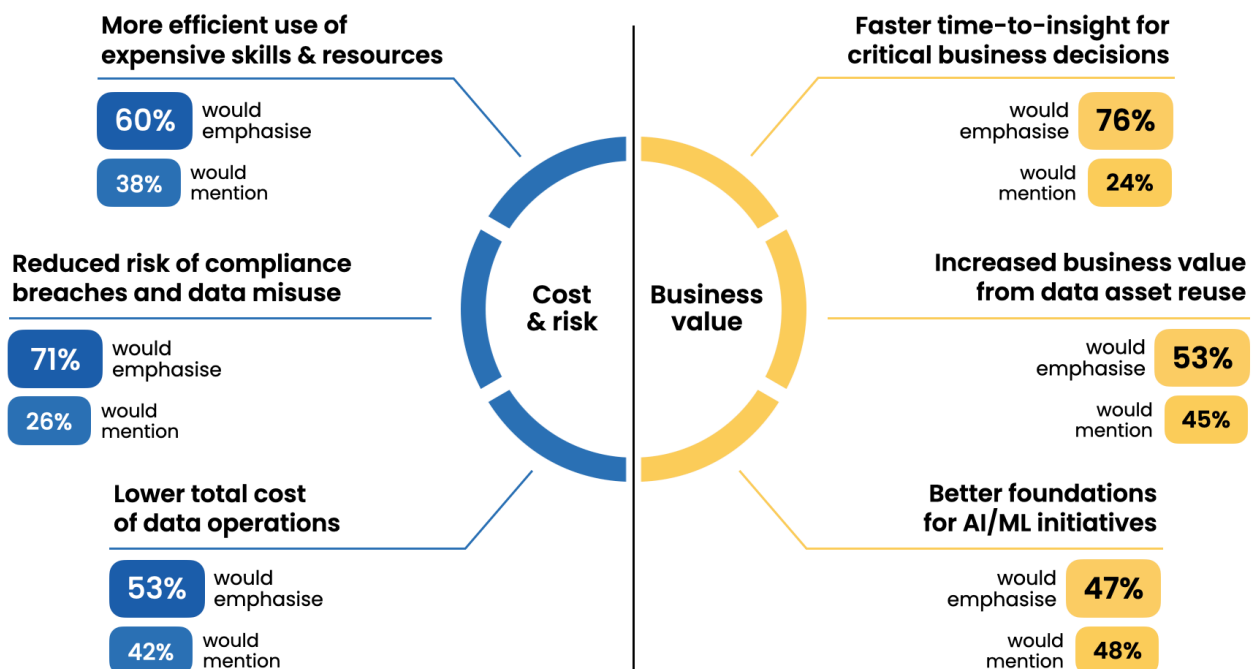 More efficient use of
expensive skills & resources
60%
would
emphasise
38%
would
mention
Reduced risk of compliance
breaches and data misuse
71%
would
emphasise
26%
would
mention
Lower total cost
of data operations
53%
would
emphasise
42%
would
mention
Cost
& risk
Business
value
Faster time-to-insight for
critical business decisions
would
emphasise
76%
would
mention
24%
Increased business value
from data asset reuse
would
emphasise
53%
would
mention
45%
Better foundations
for AI/ML initiatives
would
emphasise
47%
would
mention
48%